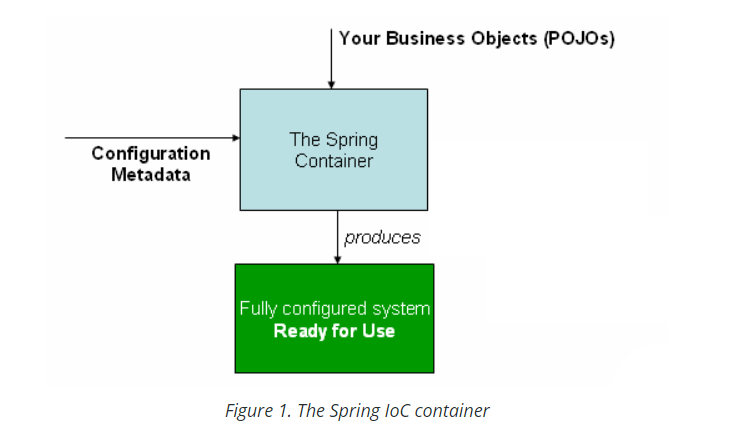 Your Business Objects (POJOs)
The Spring
Container
Configuration
Metadata
produces
Fully configured system
Ready for Use
Figure 1. The Spring IoC container